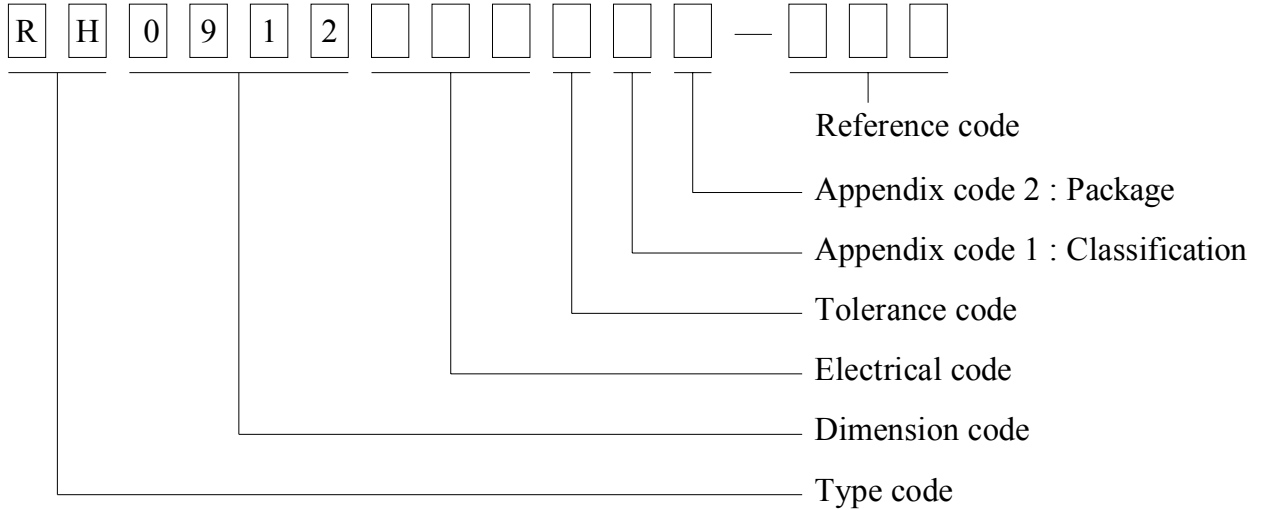 R H 0 9 1 2 —
Reference code
Appendix code 2 : Package
Appendix code 1 : Classification
Tolerance code
Electrical code
Dimension code
Type code